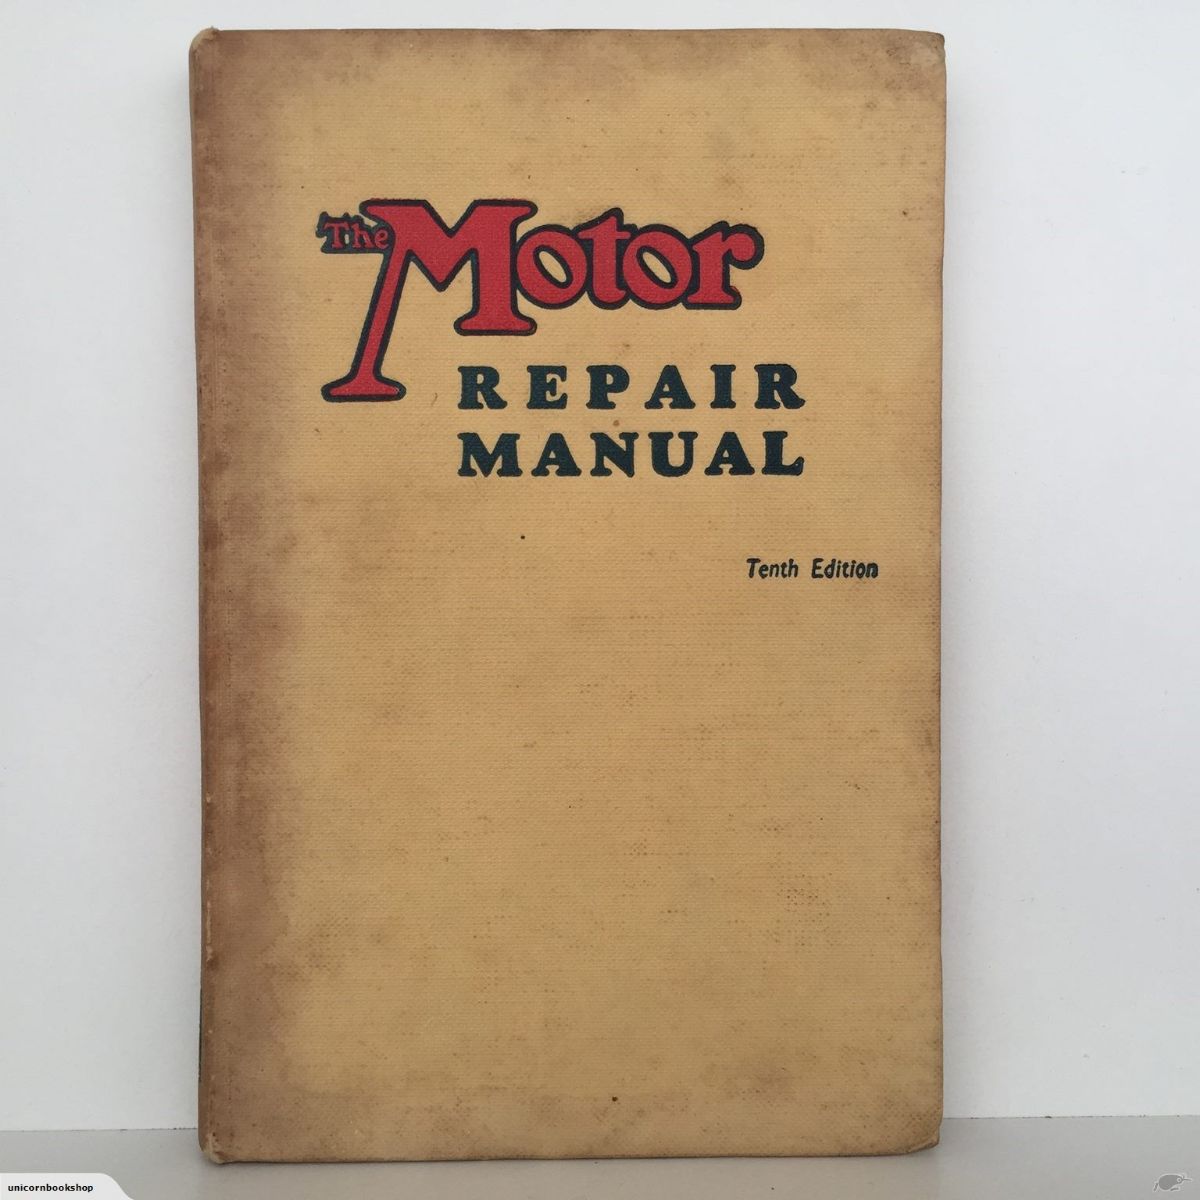 The Motor
REPAIR
MANUAL
Tenth Edition
unicornbookshop